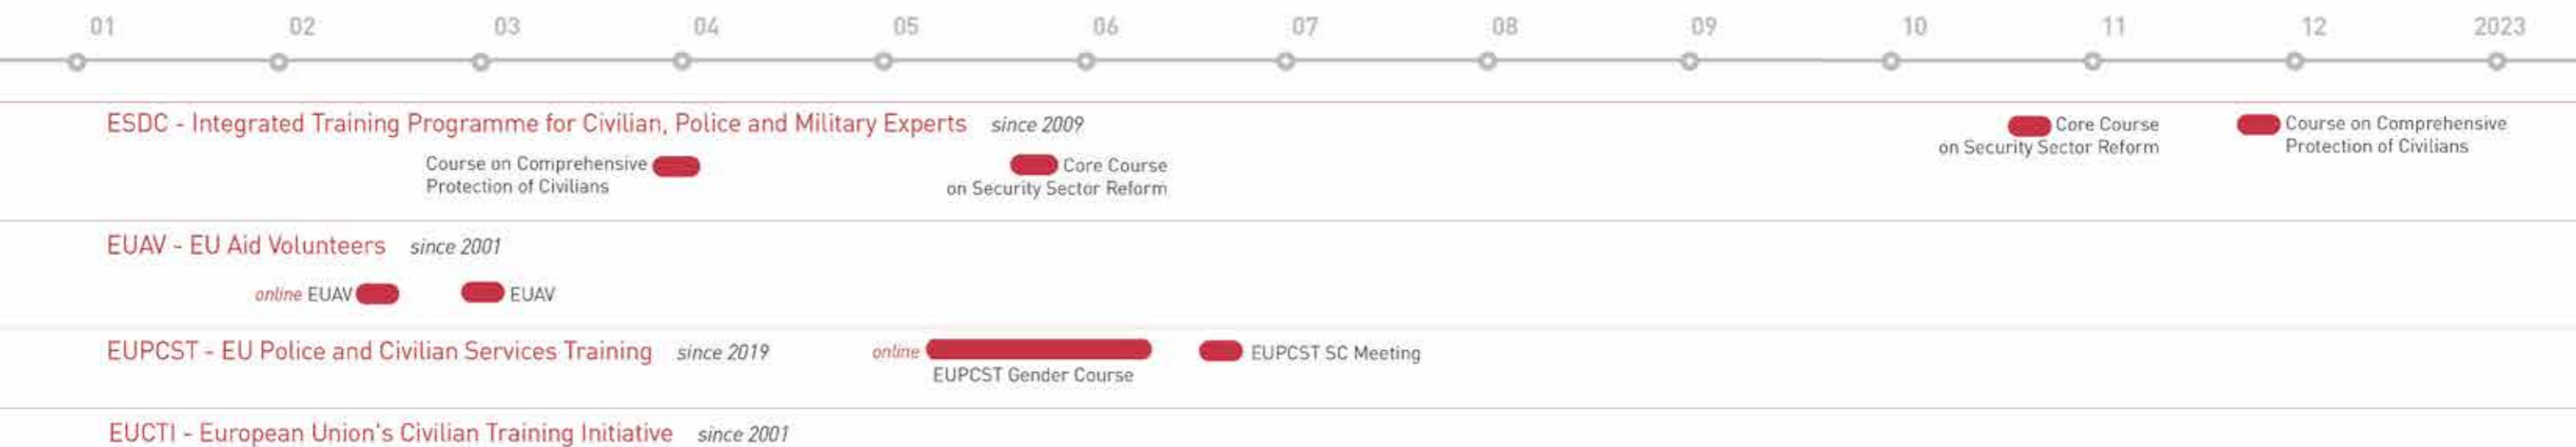 01 02 03 04 05 06 07 08 09 10 11 12 2023
ESDC - Integrated Training Programme for Civilian, Police and Military Experts since 2009
Course on Comprehensive
Protection of Civilians
Core Course
on Security Sector Reform
Core Course
on Security Sector Reform
Course on Comprehensive
Protection of Civilians
EUAV - EU Aid Volunteers since 2001
online EUAV
EUAV
EUPCST - EU Police and Civilian Services Training since 2019
online
EUPCST Gender Course
EUPCST SC Meeting
EUCTI - European Union's Civilian Training Initiative since 2001